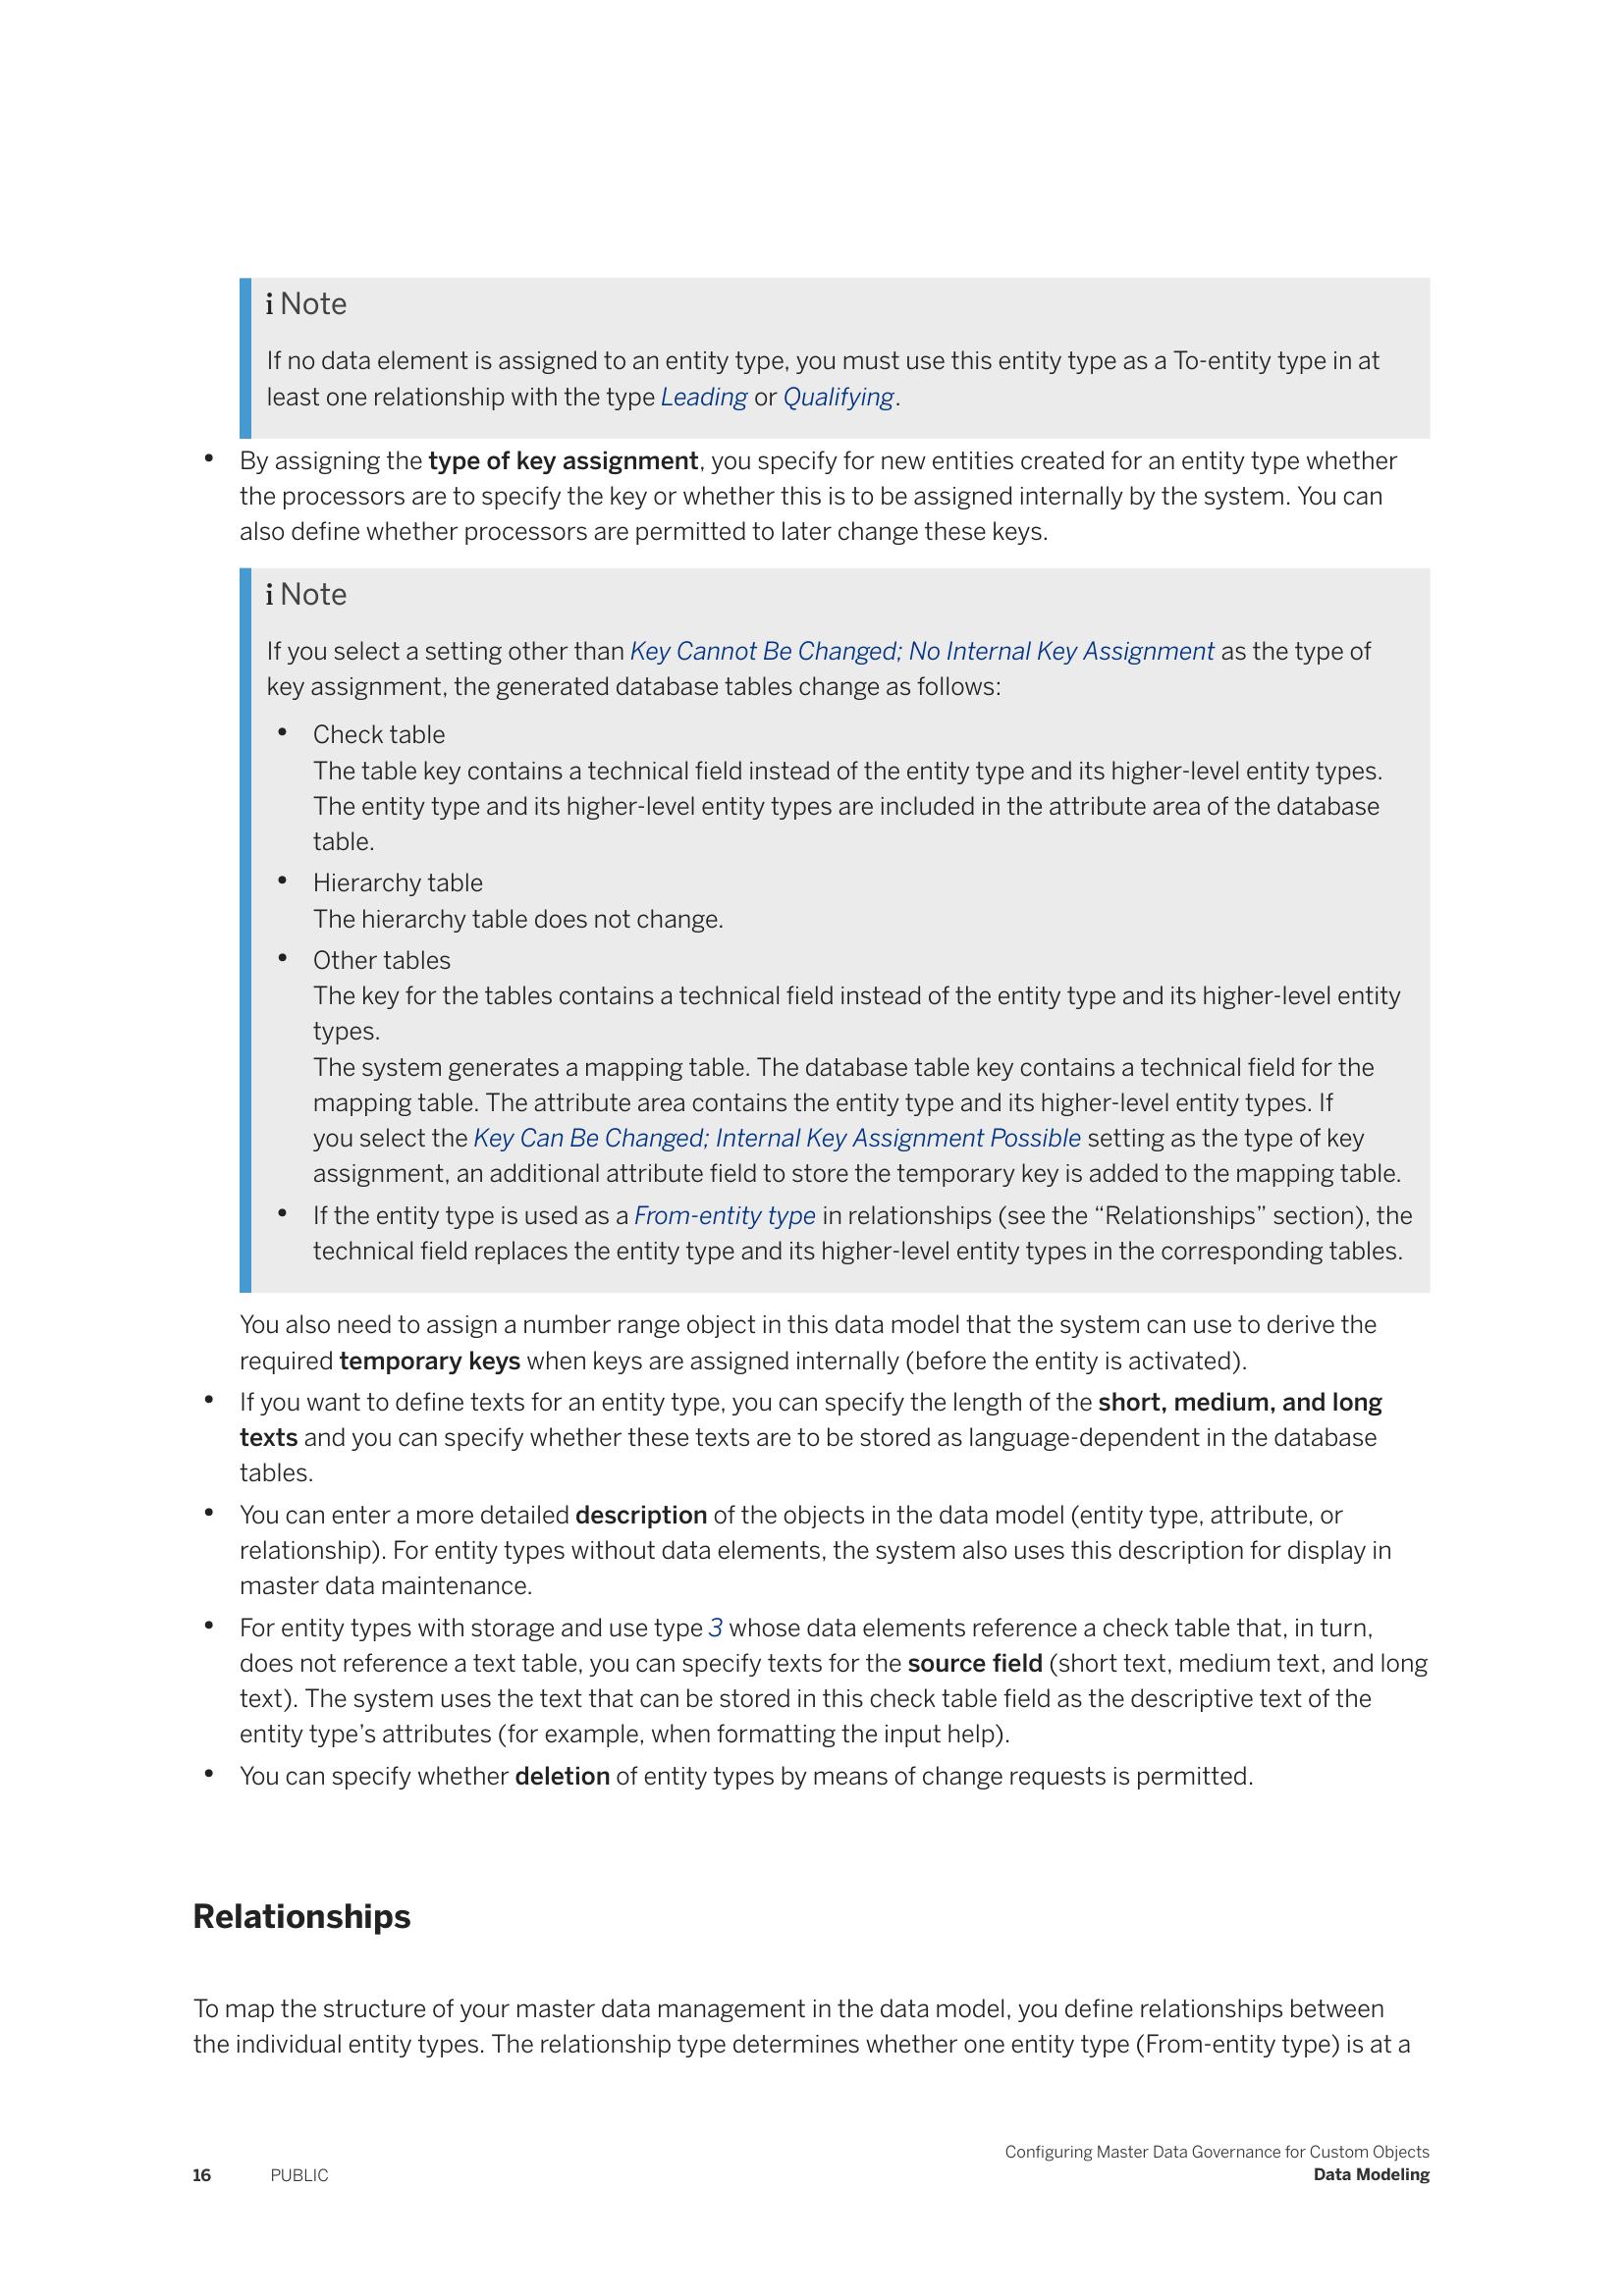 i Note
If no data element is assigned to an entity type, you must use this entity type as a To-entity type in at
least one relationship with the type Leading or Qualifying.
• By assigning the type of key assignment, you specify for new entities created for an entity type whether
the processors are to specify the key or whether this is to be assigned internally by the system. You can
also define whether processors are permitted to later change these keys.
i Note
If you select a setting other than Key Cannot Be Changed; No Internal Key Assignment as the type of
key assignment, the generated database tables change as follows:
• Check table
The table key contains a technical field instead of the entity type and its higher-level entity types.
The entity type and its higher-level entity types are included in the attribute area of the database
table.
• Hierarchy table
The hierarchy table does not change.
• Other tables
The key for the tables contains a technical field instead of the entity type and its higher-level entity
types.
The system generates a mapping table. The database table key contains a technical field for the
mapping table. The attribute area contains the entity type and its higher-level entity types. If
you select the Key Can Be Changed; Internal Key Assignment Possible setting as the type of key
assignment, an additional attribute field to store the temporary key is added to the mapping table.
• If the entity type is used as a From-entity type in relationships (see the “Relationships” section), the
technical field replaces the entity type and its higher-level entity types in the corresponding tables.
You also need to assign a number range object in this data model that the system can use to derive the
required temporary keys when keys are assigned internally (before the entity is activated).
• If you want to define texts for an entity type, you can specify the length of the short, medium, and long
texts and you can specify whether these texts are to be stored as language-dependent in the database
tables.
• You can enter a more detailed description of the objects in the data model (entity type, attribute, or
relationship). For entity types without data elements, the system also uses this description for display in
master data maintenance.
• For entity types with storage and use type 3 whose data elements reference a check table that, in turn,
does not reference a text table, you can specify texts for the source field (short text, medium text, and long
text). The system uses the text that can be stored in this check table field as the descriptive text of the
entity type’s attributes (for example, when formatting the input help).
• You can specify whether deletion of entity types by means of change requests is permitted.
Relationships
To map the structure of your master data management in the data model, you define relationships between
the individual entity types. The relationship type determines whether one entity type (From-entity type) is at a
Configuring Master Data Governance for Custom Objects
16 PUBLIC Data Modeling